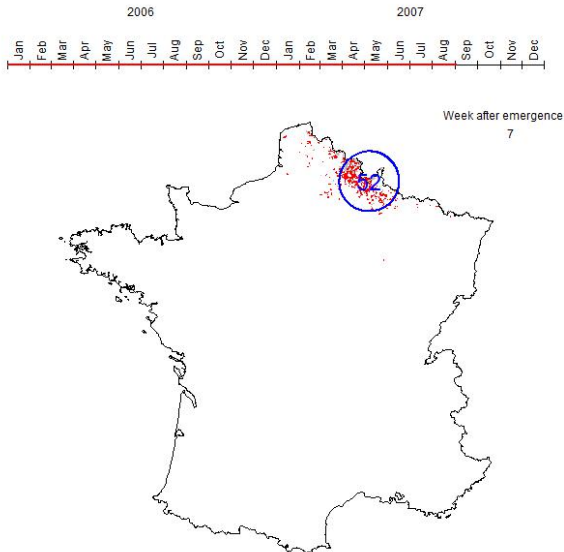 2006 2007
Jan Feb Mar Apr May Jun Jul Aug Sep Oct Nov Dec Jan Feb Mar Apr May Jun Jul Aug Sep Oct Nov Dec
Week after emergence
7
52